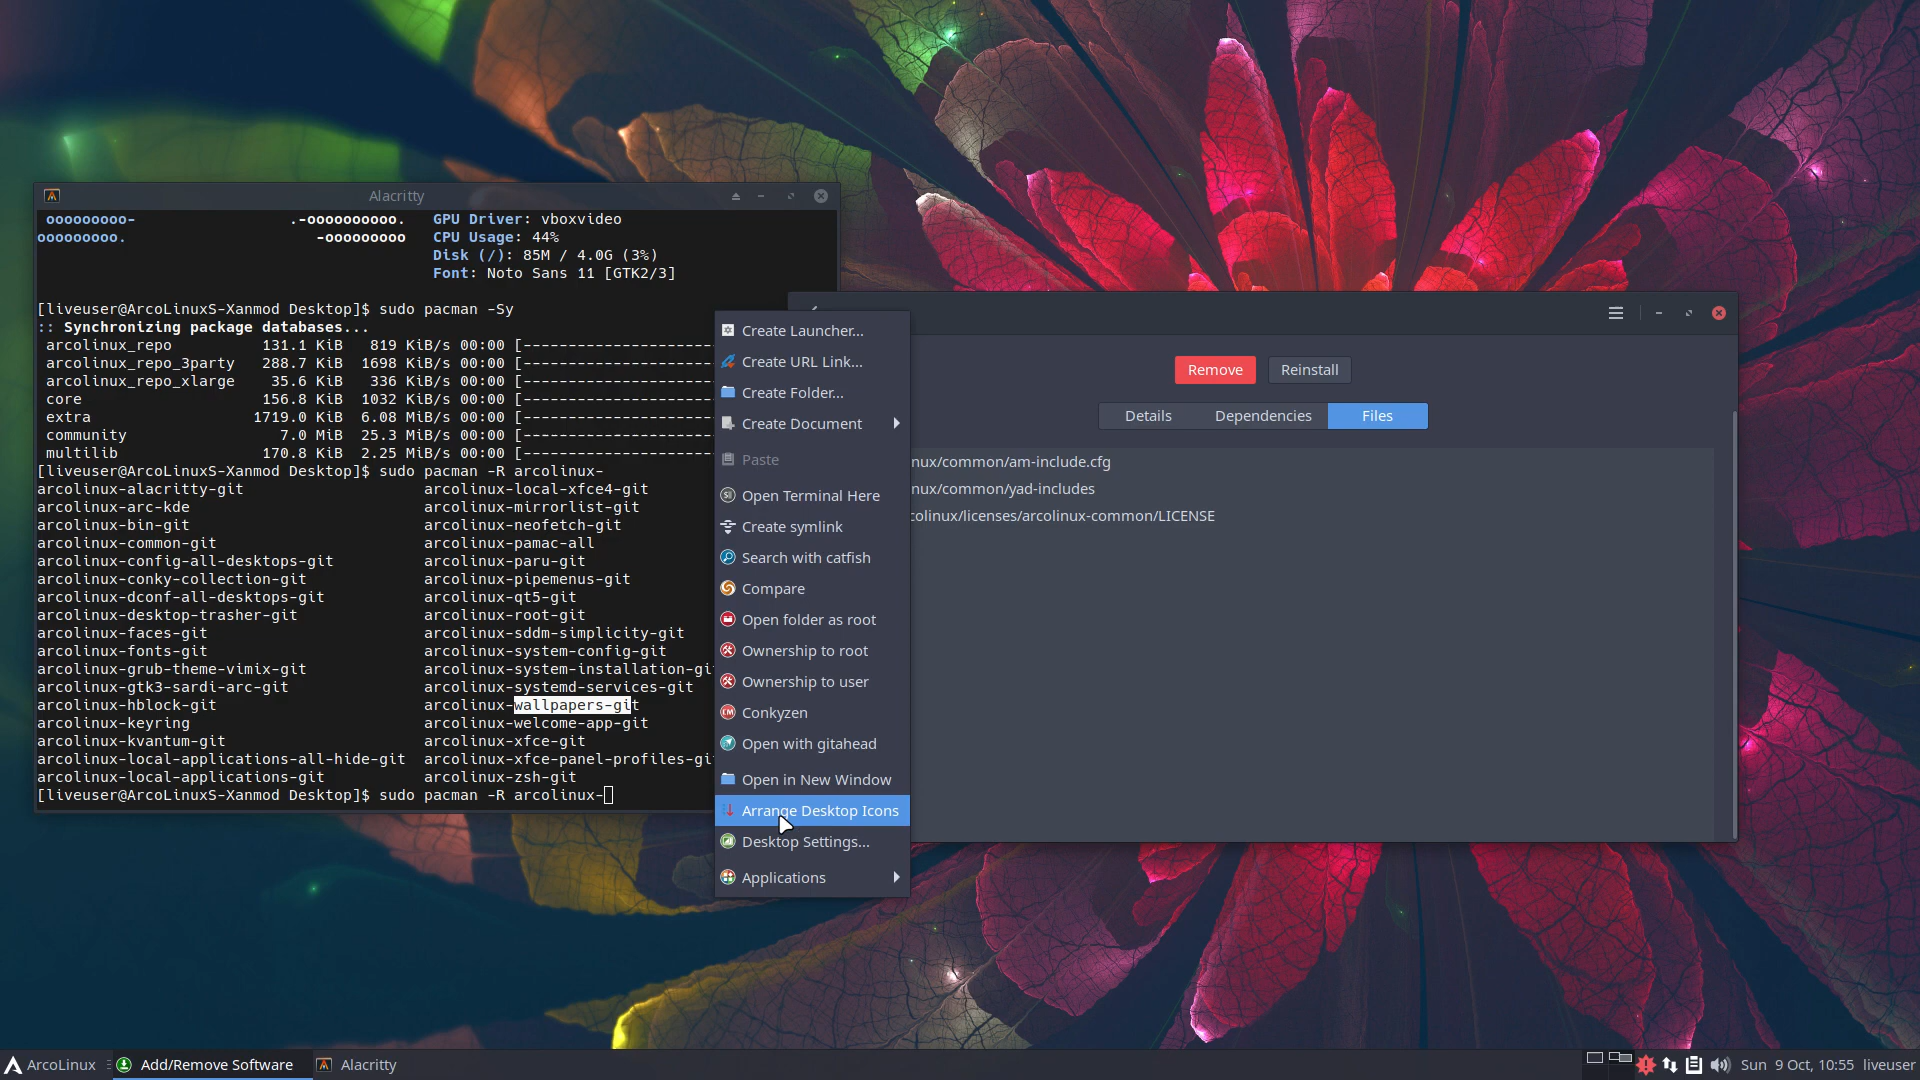 Alacritty
ooooooooo-                 .-oooooooooo.   GPU Driver: vboxvideo
ooooooooo.                     -ooooooooo   CPU Usage: 44%
Disk (/): 85M / 4.0G (3%)
Font: Noto Sans 11 [GTK2/3]
[liveuser@ArcoLinuxS-Xanmod Desktop]$ sudo pacman -Sy
:: Synchronizing package databases...
arcolinux_repo 131.1 KiB 819 KiB/s 00:00 [---------------------
arcolinux_repo_3party 288.7 KiB 1698 KiB/s 00:00 [---------------------
arcolinux_repo_xlarge 35.6 KiB 336 KiB/s 00:00 [---------------------
core 156.8 KiB 1032 KiB/s 00:00 [---------------------
extra 1719.0 KiB 6.08 MiB/s 00:00 [---------------------
community 7.0 MiB 25.3 MiB/s 00:00 [---------------------
multilib 170.8 KiB 2.25 MiB/s 00:00 [---------------------
[liveuser@ArcoLinuxS-Xanmod Desktop]$ sudo pacman -R arcolinux-
arcolinux-alacritty-git arcolinux-local-xfce4-git
arcolinux-arc-kde arcolinux-mirrorlist-git
arcolinux-bin-git arcolinux-neofetch-git
arcolinux-common-git arcolinux-pamac-all
arcolinux-config-all-desktops-git arcolinux-paru-git
arcolinux-conky-collection-git arcolinux-pipemenus-git
arcolinux-dconf-all-desktops-git arcolinux-qt5-git
arcolinux-desktop-trasher-git arcolinux-root-git
arcolinux-faces-git arcolinux-sddm-simplicity-git
arcolinux-fonts-git arcolinux-system-config-git
arcolinux-grub-theme-vimix-git arcolinux-system-installation-gi
arcolinux-gtk3-sardi-arc-git arcolinux-systemd-services-git
arcolinux-hblock-git arcolinux-wallpapers-git
arcolinux-keyring arcolinux-welcome-app-git
arcolinux-kvantum-git arcolinux-xfce-git
arcolinux-local-applications-all-hide-git arcolinux-xfce-panel-profiles-gi
arcolinux-local-applications-git arcolinux-zsh-git
[liveuser@ArcoLinuxS-Xanmod Desktop]$ sudo pacman -R arcolinux-
Create Launcher...
Create URL Link...
Create Folder...
Create Document
Paste
Open Terminal Here
Create symlink
Search with catfish
Compare
Open folder as root
Ownership to root
Ownership to user
Conkyzen
Open with gitahead
Open in New Window
Arrange Desktop Icons
Desktop Settings...
Applications
Remove Reinstall
Details Dependencies Files
nux/common/am-include.cfg
nux/common/yad-includes
colinux/licenses/arcolinux-common/LICENSE
ArcoLinux Add/Remove Software Alacritty Sun 9 Oct, 10:55 liveuser